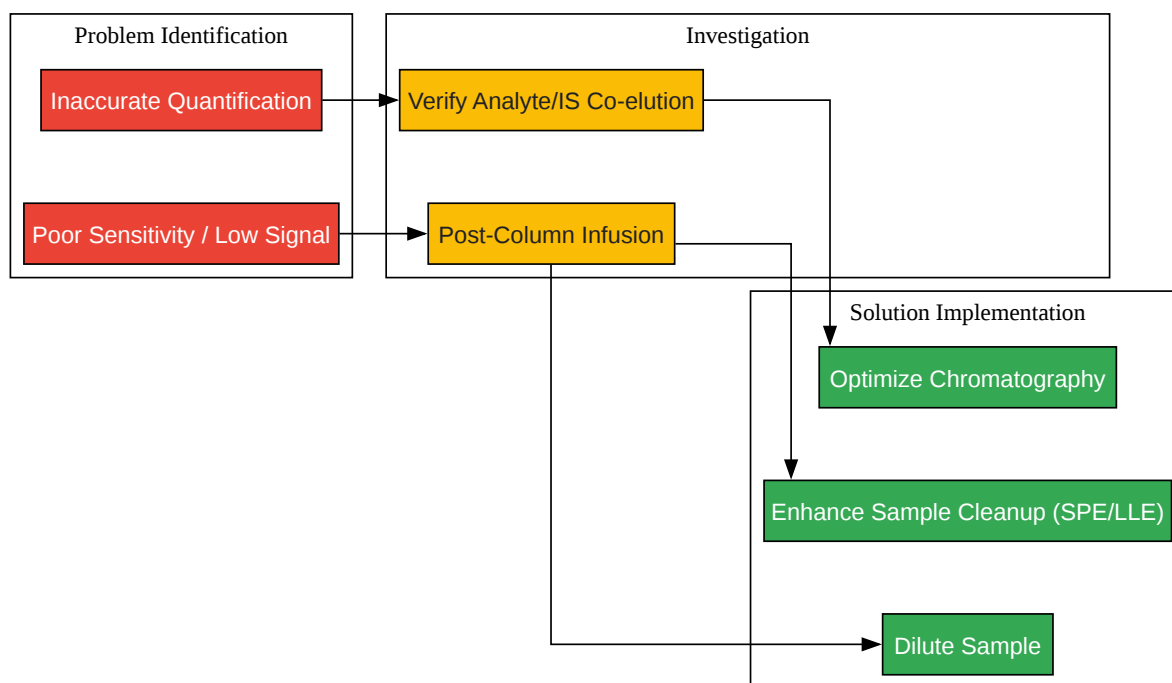 Problem Identification
Investigation
Inaccurate Quantification
Verify Analyte/IS Co-elution
Poor Sensitivity / Low Signal
Post-Column Infusion
Solution Implementation
Optimize Chromatography
Enhance Sample Cleanup (SPE/LLE)
Dilute Sample